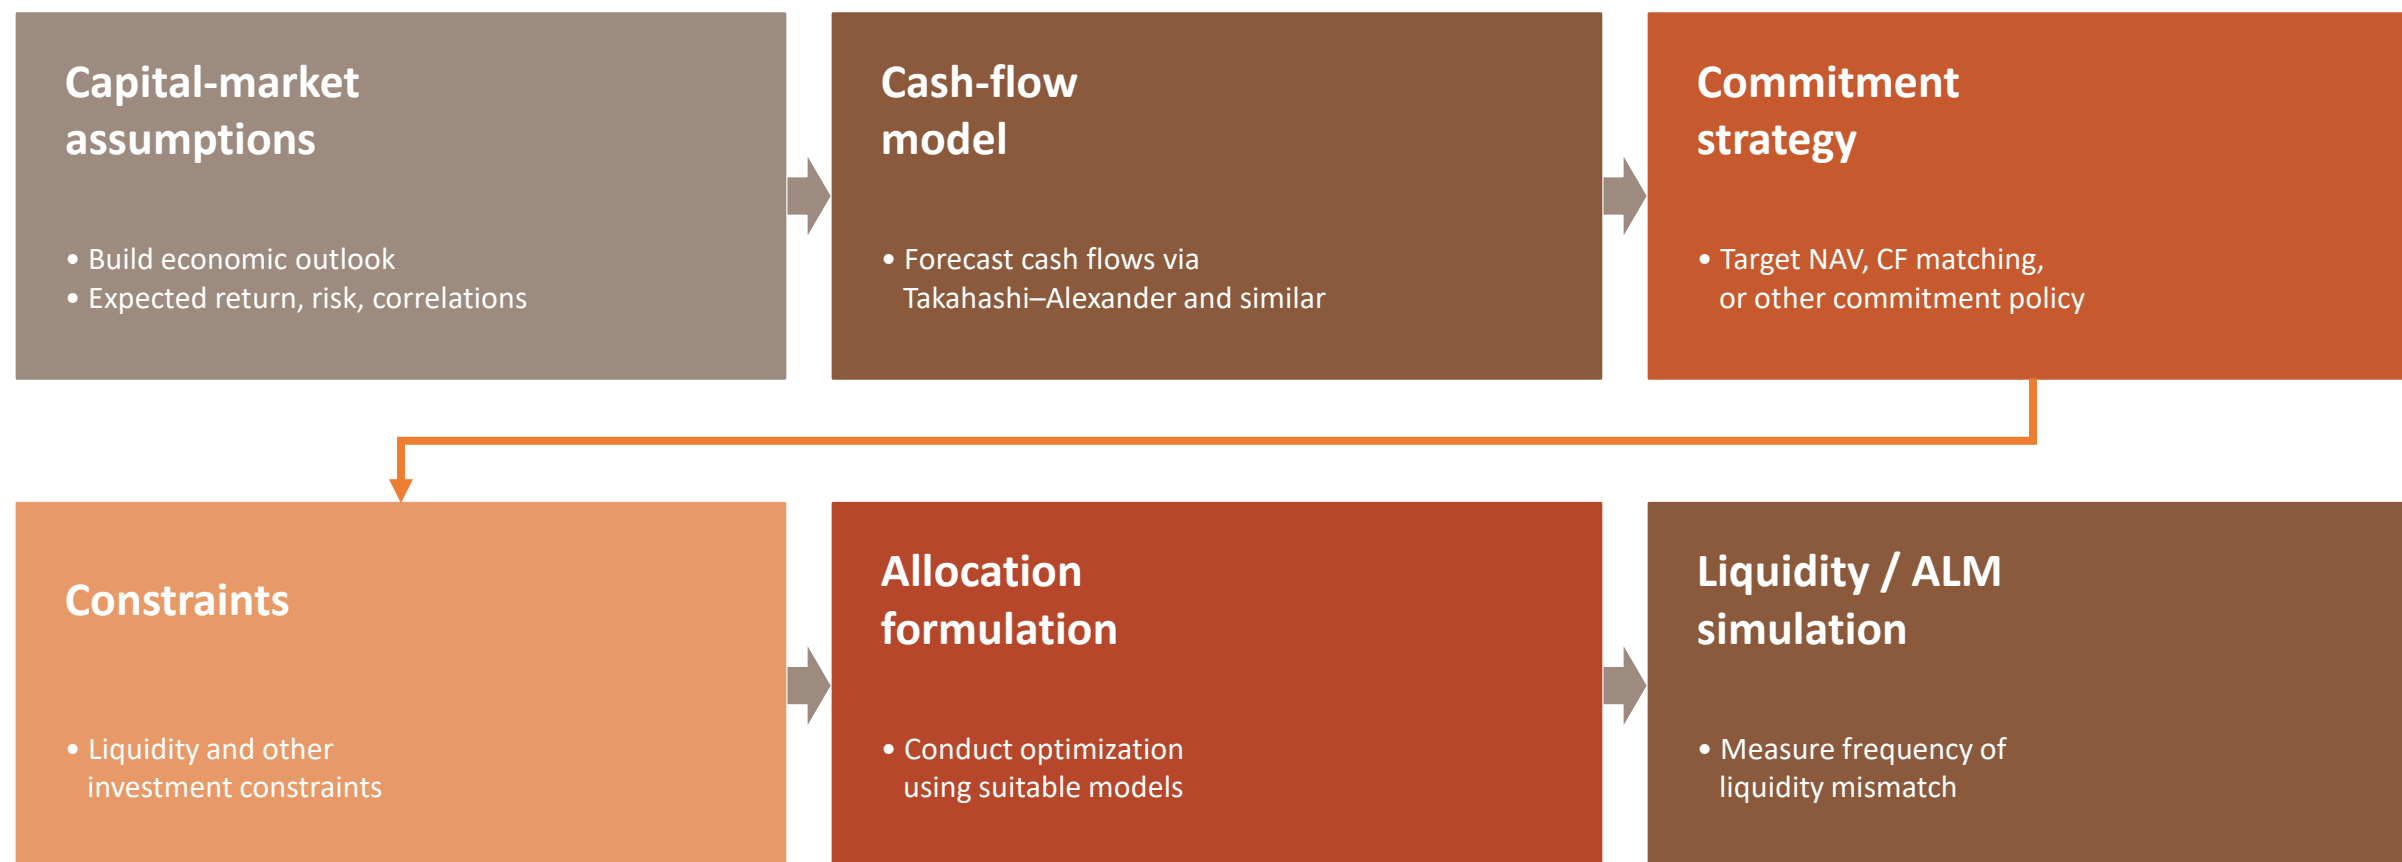 Capital-market
assumptions
• Build economic outlook
• Expected return, risk, correlations
Cash-flow
model
• Forecast cash flows via
Takahashi–Alexander and similar
Commitment
strategy
• Target NAV, CF matching,
or other commitment policy
Constraints
• Liquidity and other
investment constraints
Allocation
formulation
• Conduct optimization
using suitable models
Liquidity / ALM
simulation
• Measure frequency of
liquidity mismatch